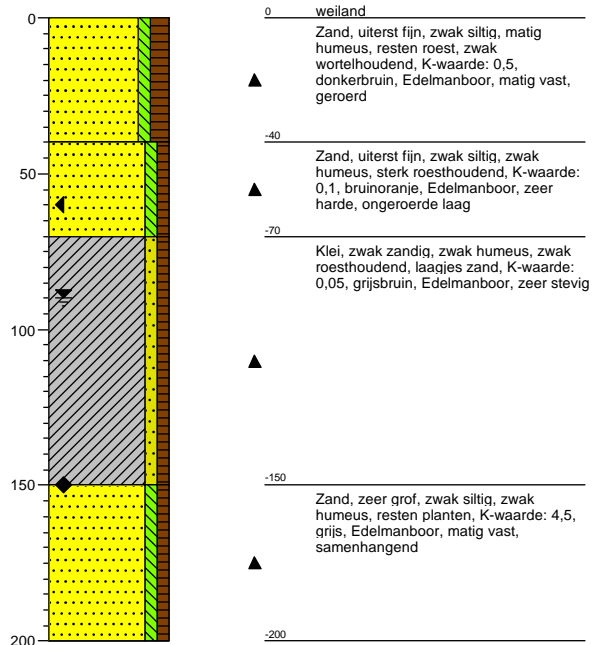 0
weiland
0
Zand, uiterst fijn, zwak siltig, matig
humeus, resten roest, zwak
wortelhoudend, K-waarde: 0,5,
donkerbruin, Edelmanboor, matig vast,
geroerd
-40
Zand, uiterst fijn, zwak siltig, zwak
humeus, sterk roesthoudend, K-waarde:
0,1, bruinoranje, Edelmanboor, zeer
harde, ongeroerde laag
50
-70
Klei, zwak zandig, zwak humeus, zwak
roesthoudend, laagjes zand, K-waarde:
0,05, grijsbruin, Edelmanboor, zeer stevig
100
-150
150
Zand, zeer grof, zwak siltig, zwak
humeus, resten planten, K-waarde: 4,5,
grijs, Edelmanboor, matig vast,
samenhangend
-200
200